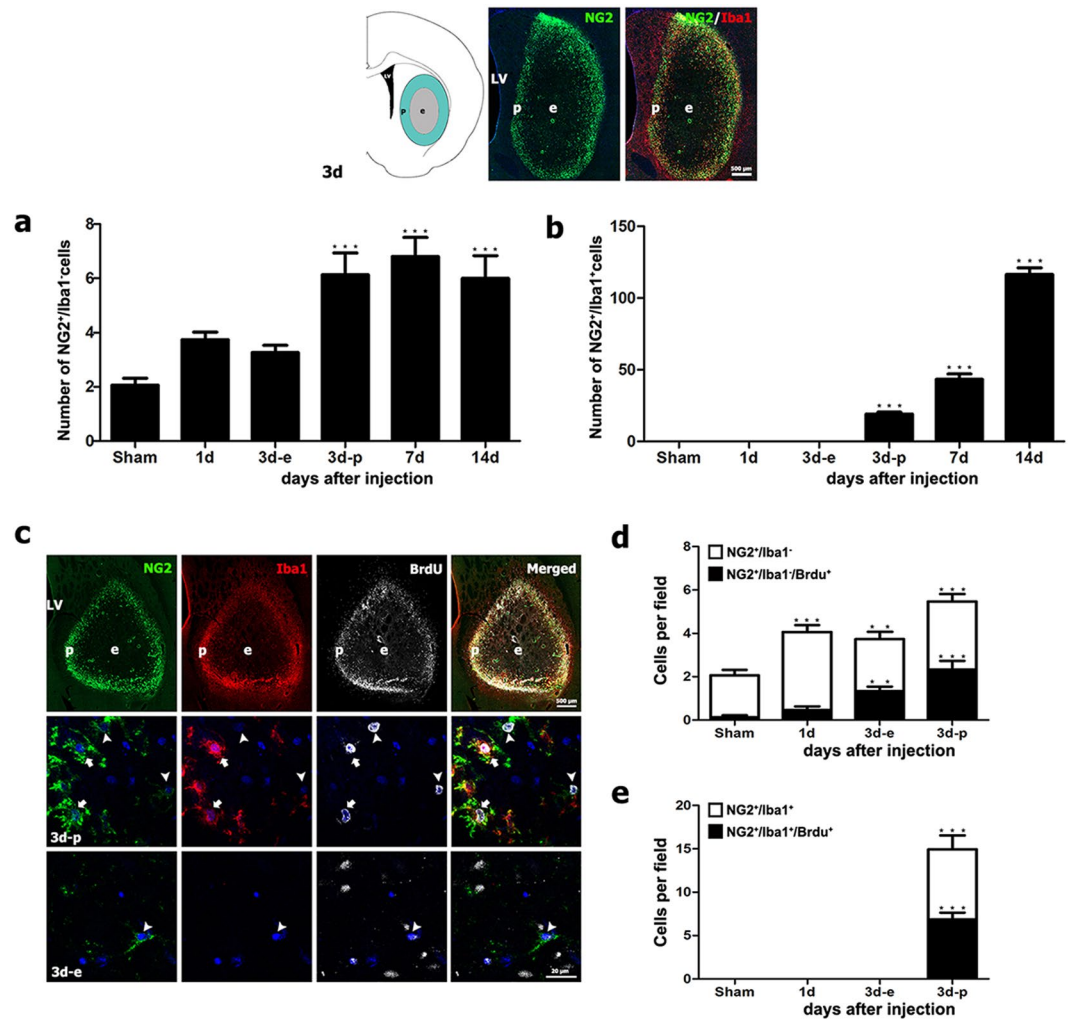 NG2
NG2/Iba1
LV
LV
p
e
p
e
p
e
3d
500 µm
a
Number of NG2⁺/Iba1⁻cells
8
6
4
2
0
* * *
* * *
* * *
Sham 1d 3d-e 3d-p 7d 14d
days after injection
b
Number of NG2⁺/Iba1⁺cells
150
100
50
0
* * *
* * *
* * *
Sham 1d 3d-e 3d-p 7d 14d
days after injection
c
NG2
Iba1
BrdU
Merged
LV
p
e
p
e
500 µm
3d-p
3d-e
20 µm
d
NG2⁺/Iba1⁻
NG2⁺/Iba1⁻/Brdu⁺
Cells per field
8
6
4
2
0
* * *
* *
* * *
* *
* * *
Sham 1d 3d-e 3d-p
days after injection
e
NG2⁺/Iba1⁺
NG2⁺/Iba1⁺/Brdu⁺
Cells per field
20
15
10
5
0
* * *
* * *
Sham 1d 3d-e 3d-p
days after injection